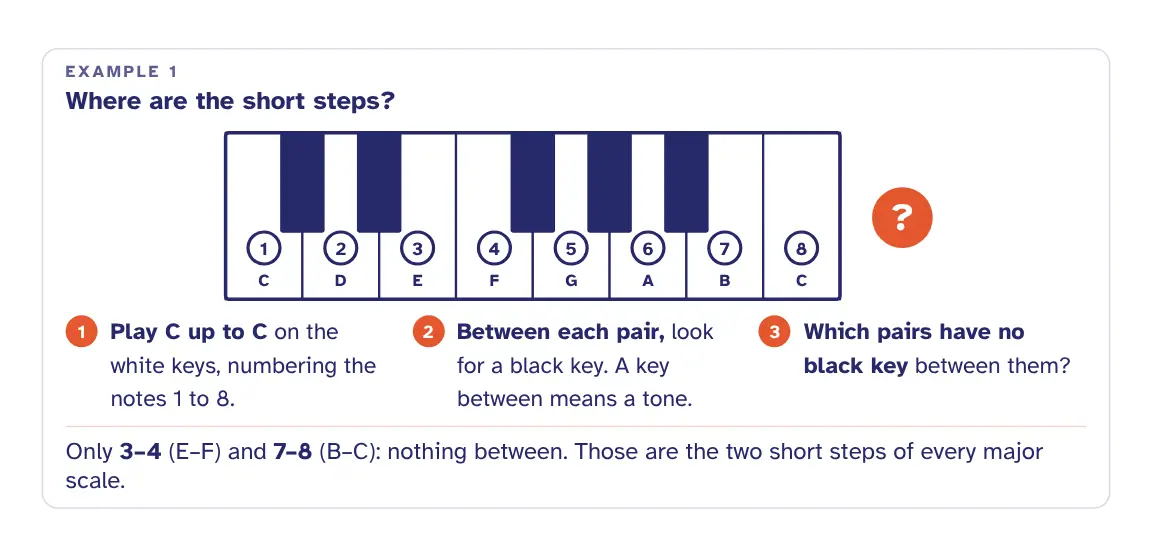 EXAMPLE 1
Where are the short steps?
1 2 3 4 5 6 7 8
C D E F G A B C
?
1 Play C up to C on the
white keys, numbering the
notes 1 to 8.
2 Between each pair, look
for a black key. A key
between means a tone.
3 Which pairs have no
black key between them?
Only 3–4 (E–F) and 7–8 (B–C): nothing between. Those are the two short steps of every major
scale.